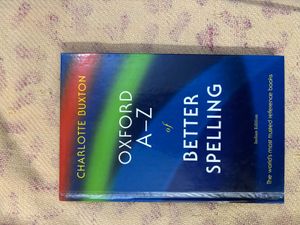 CHARLOTTE BUXTON
OXFORD
A–Z
of
BETTER
SPELLING
Indian Edition
The world's most trusted reference books